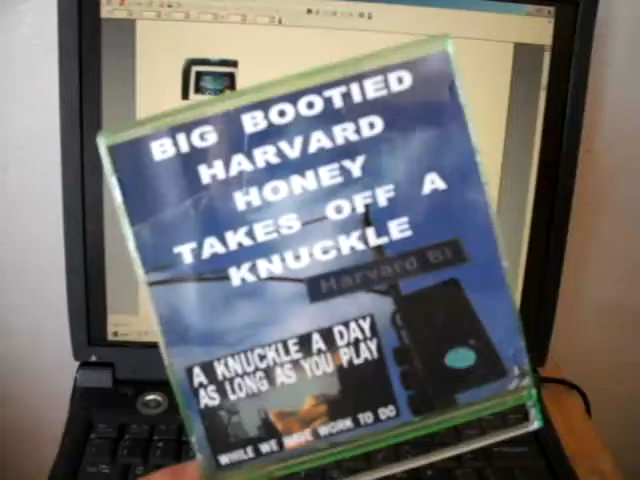 BIG BOOTIED
HARVARD
HONEY
TAKES OFF A
KNUCKLE
Harvard Bl
A KNUCKLE A DAY
AS LONG AS YOU PLAY
WHILE WE HAVE WORK TO DO